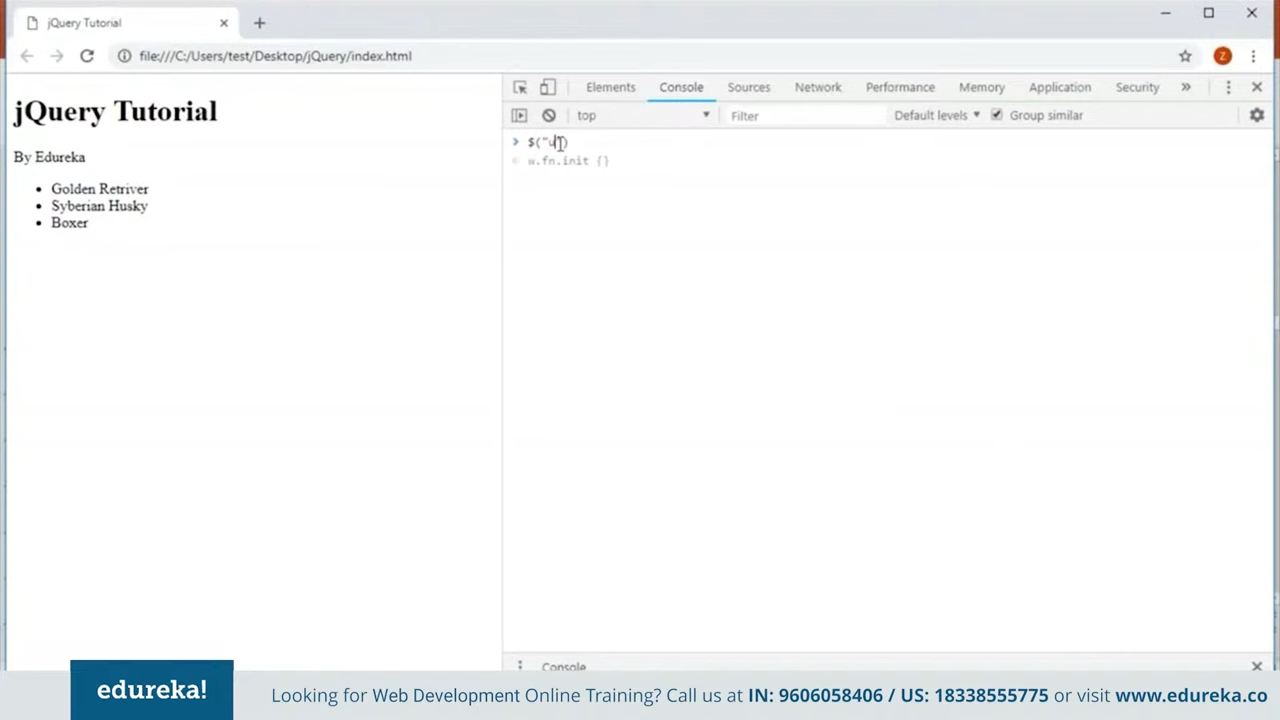 jQuery Tutorial
file:///C:/Users/test/Desktop/jQuery/index.html
jQuery Tutorial
By Edureka
Golden Retriver
Syberian Husky
Boxer
Elements Console Sources Network Performance Memory Application Security
top Filter Default levels Group similar
w.fn.init {}
Console
edureka!
Looking for Web Development Online Training? Call us at IN: 9606058406 / US: 18338555775 or visit www.edureka.co